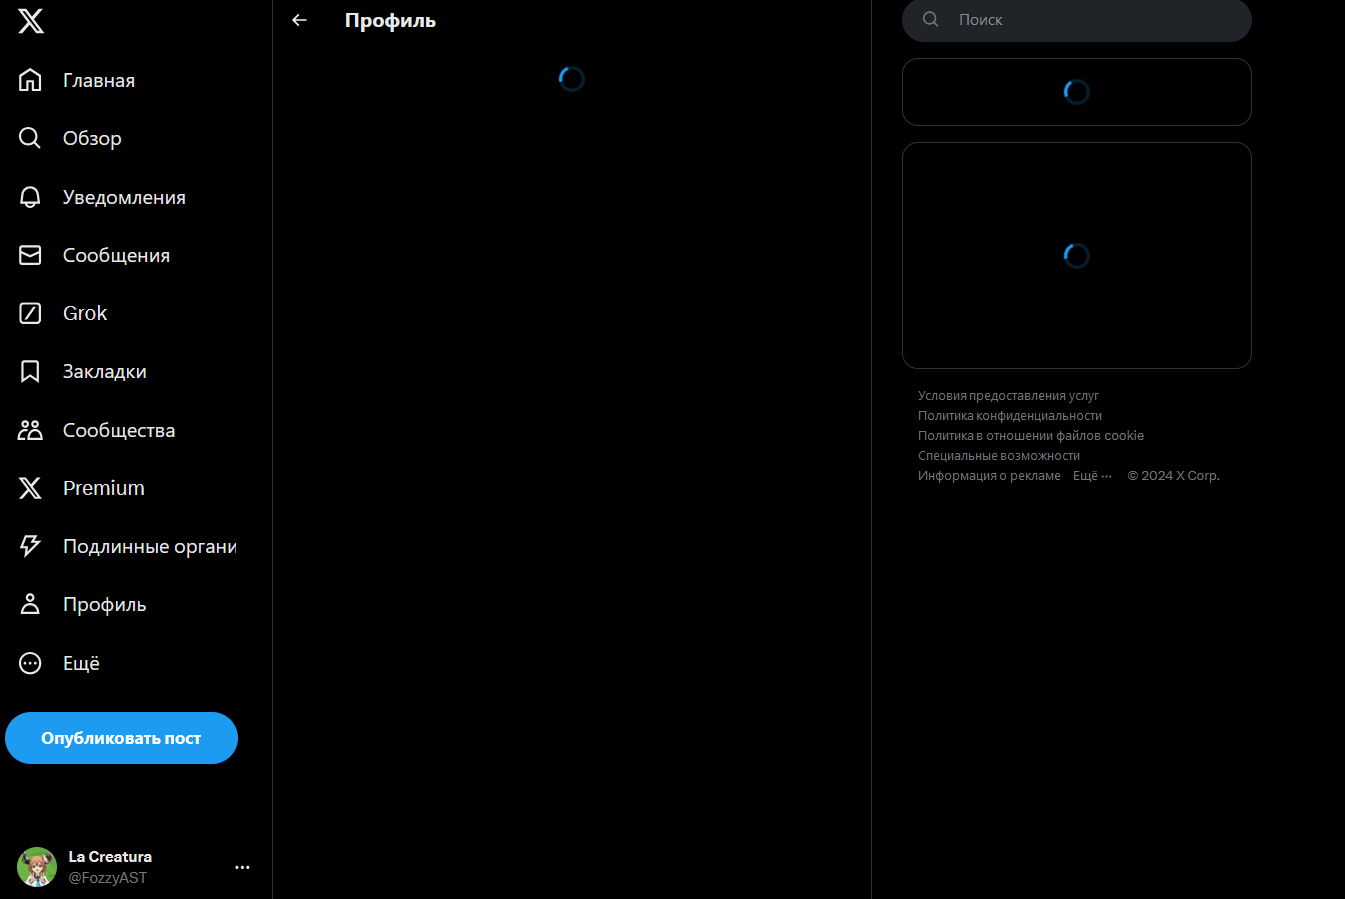 Главная
Обзор
Уведомления
Сообщения
Grok
Закладки
Сообщества
Premium
Подлинные органи
Профиль
Ещё
Опубликовать пост
La Creatura
@FozzyAST
Профиль
Поиск
Условия предоставления услуг
Политика конфиденциальности
Политика в отношении файлов cookie
Специальные возможности
Информация о рекламе Ещё ··· © 2024 X Corp.